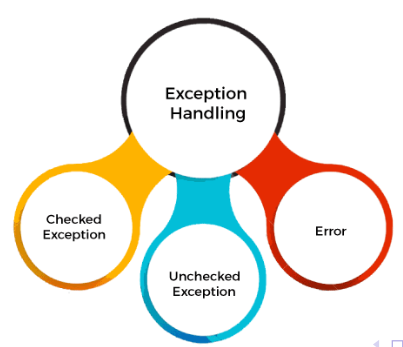 Exception
Handling
Checked
Exception
Unchecked
Exception
Error